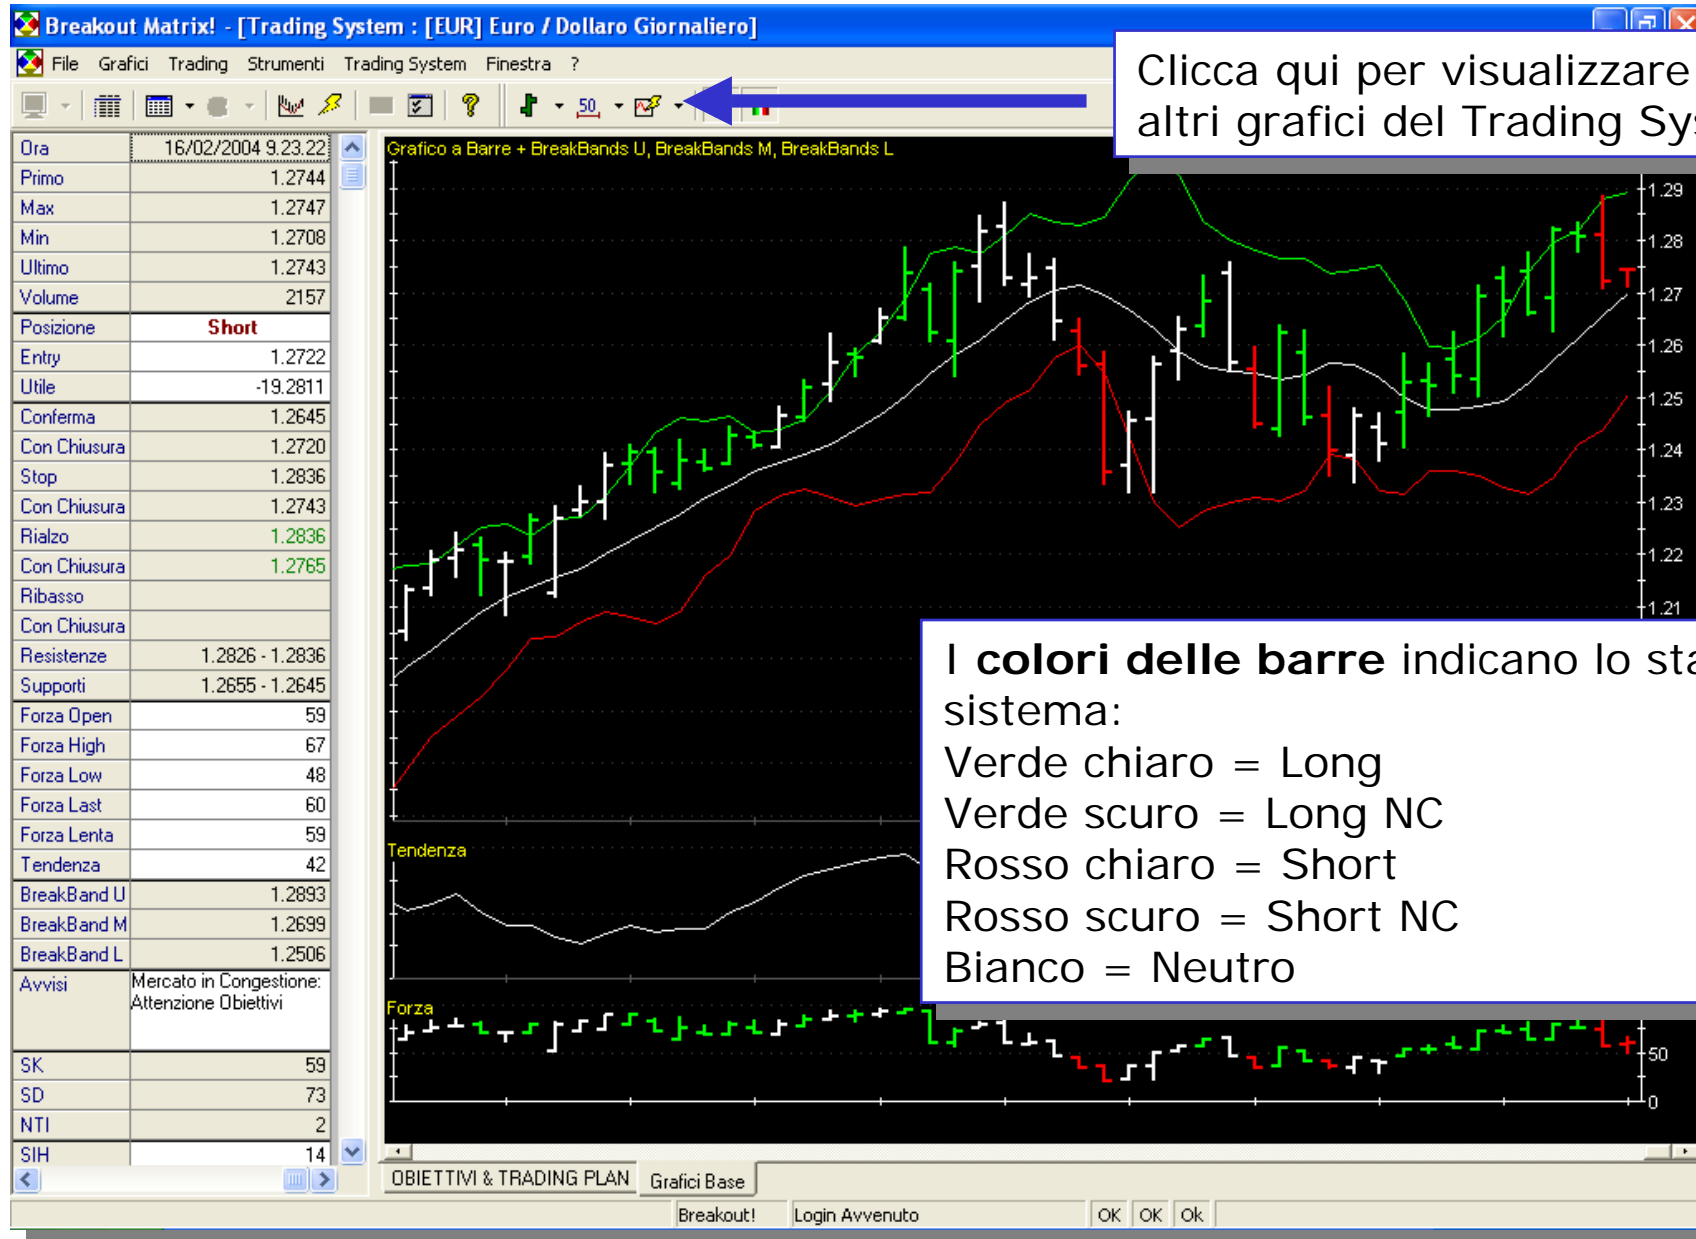 Breakout Matrix! - [Trading System : [EUR] Euro / Dollaro Giornaliero]
File Grafici Trading Strumenti Trading System Finestra ?
Clicca qui per visualizzare
altri grafici del Trading Sys
50
Ora 16/02/2004 9.23.22
Primo 1.2744
Max 1.2747
Min 1.2708
Ultimo 1.2743
Volume 2157
Posizione Short
Entry 1.2722
Utile -19.2811
Conferma 1.2645
Con Chiusura 1.2720
Stop 1.2836
Con Chiusura 1.2743
Rialzo 1.2836
Con Chiusura 1.2765
Ribasso
Con Chiusura
Resistenze 1.2826 - 1.2836
Supporti 1.2655 - 1.2645
Forza Open 59
Forza High 67
Forza Low 48
Forza Last 60
Forza Lenta 59
Tendenza 42
BreakBand U 1.2893
BreakBand M 1.2699
BreakBand L 1.2506
Avvisi Mercato in Congestione:
Attenzione Obiettivi
SK 59
SD 73
NTI 2
SIH 14
Grafico a Barre + BreakBands U, BreakBands M, BreakBands L
1.29
1.28
1.27
1.26
1.25
1.24
1.23
1.22
1.21
I colori delle barre indicano lo sta
sistema:
Verde chiaro = Long
Verde scuro = Long NC
Rosso chiaro = Short
Rosso scuro = Short NC
Bianco = Neutro
Tendenza
Forza
50
0
OBIETTIVI & TRADING PLAN Grafici Base
Breakout! Login Avvenuto OK OK Ok